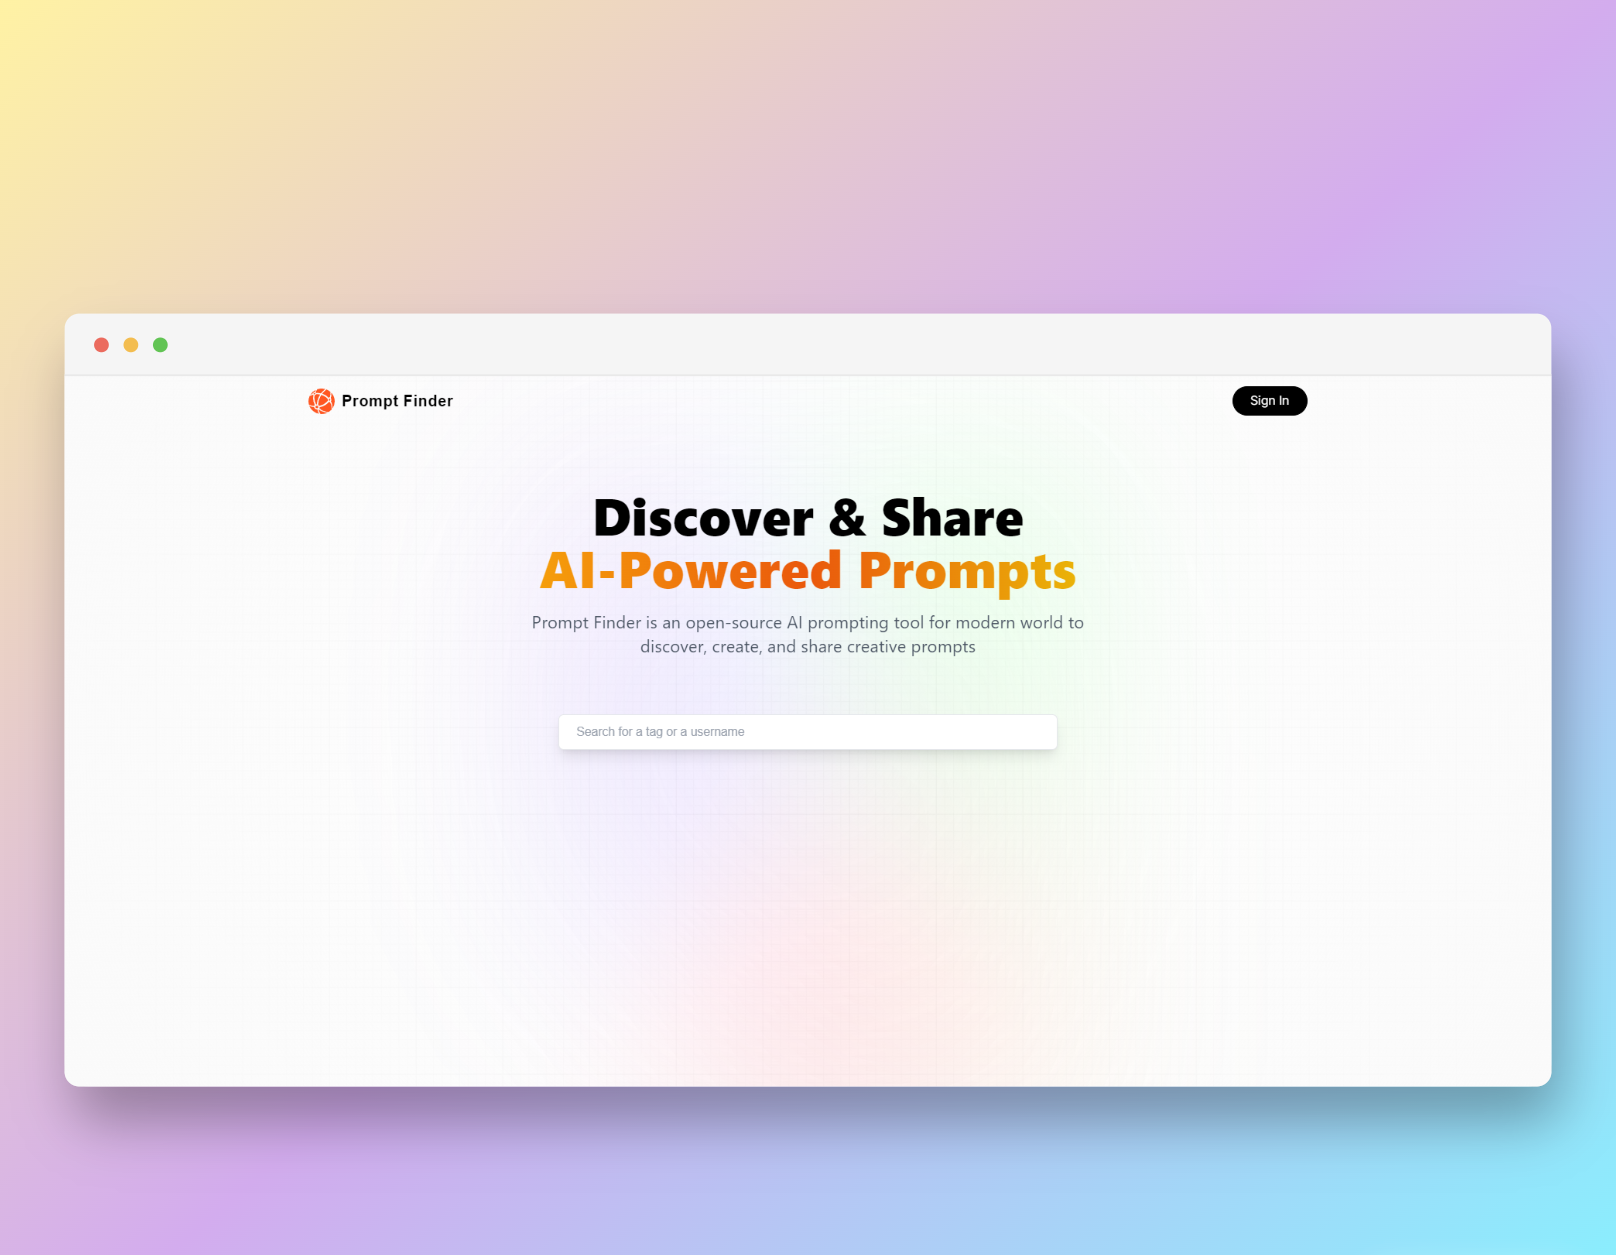 Prompt Finder
Sign In
Discover & Share
AI-Powered Prompts
Prompt Finder is an open-source AI prompting tool for modern world to
discover, create, and share creative prompts
Search for a tag or a username